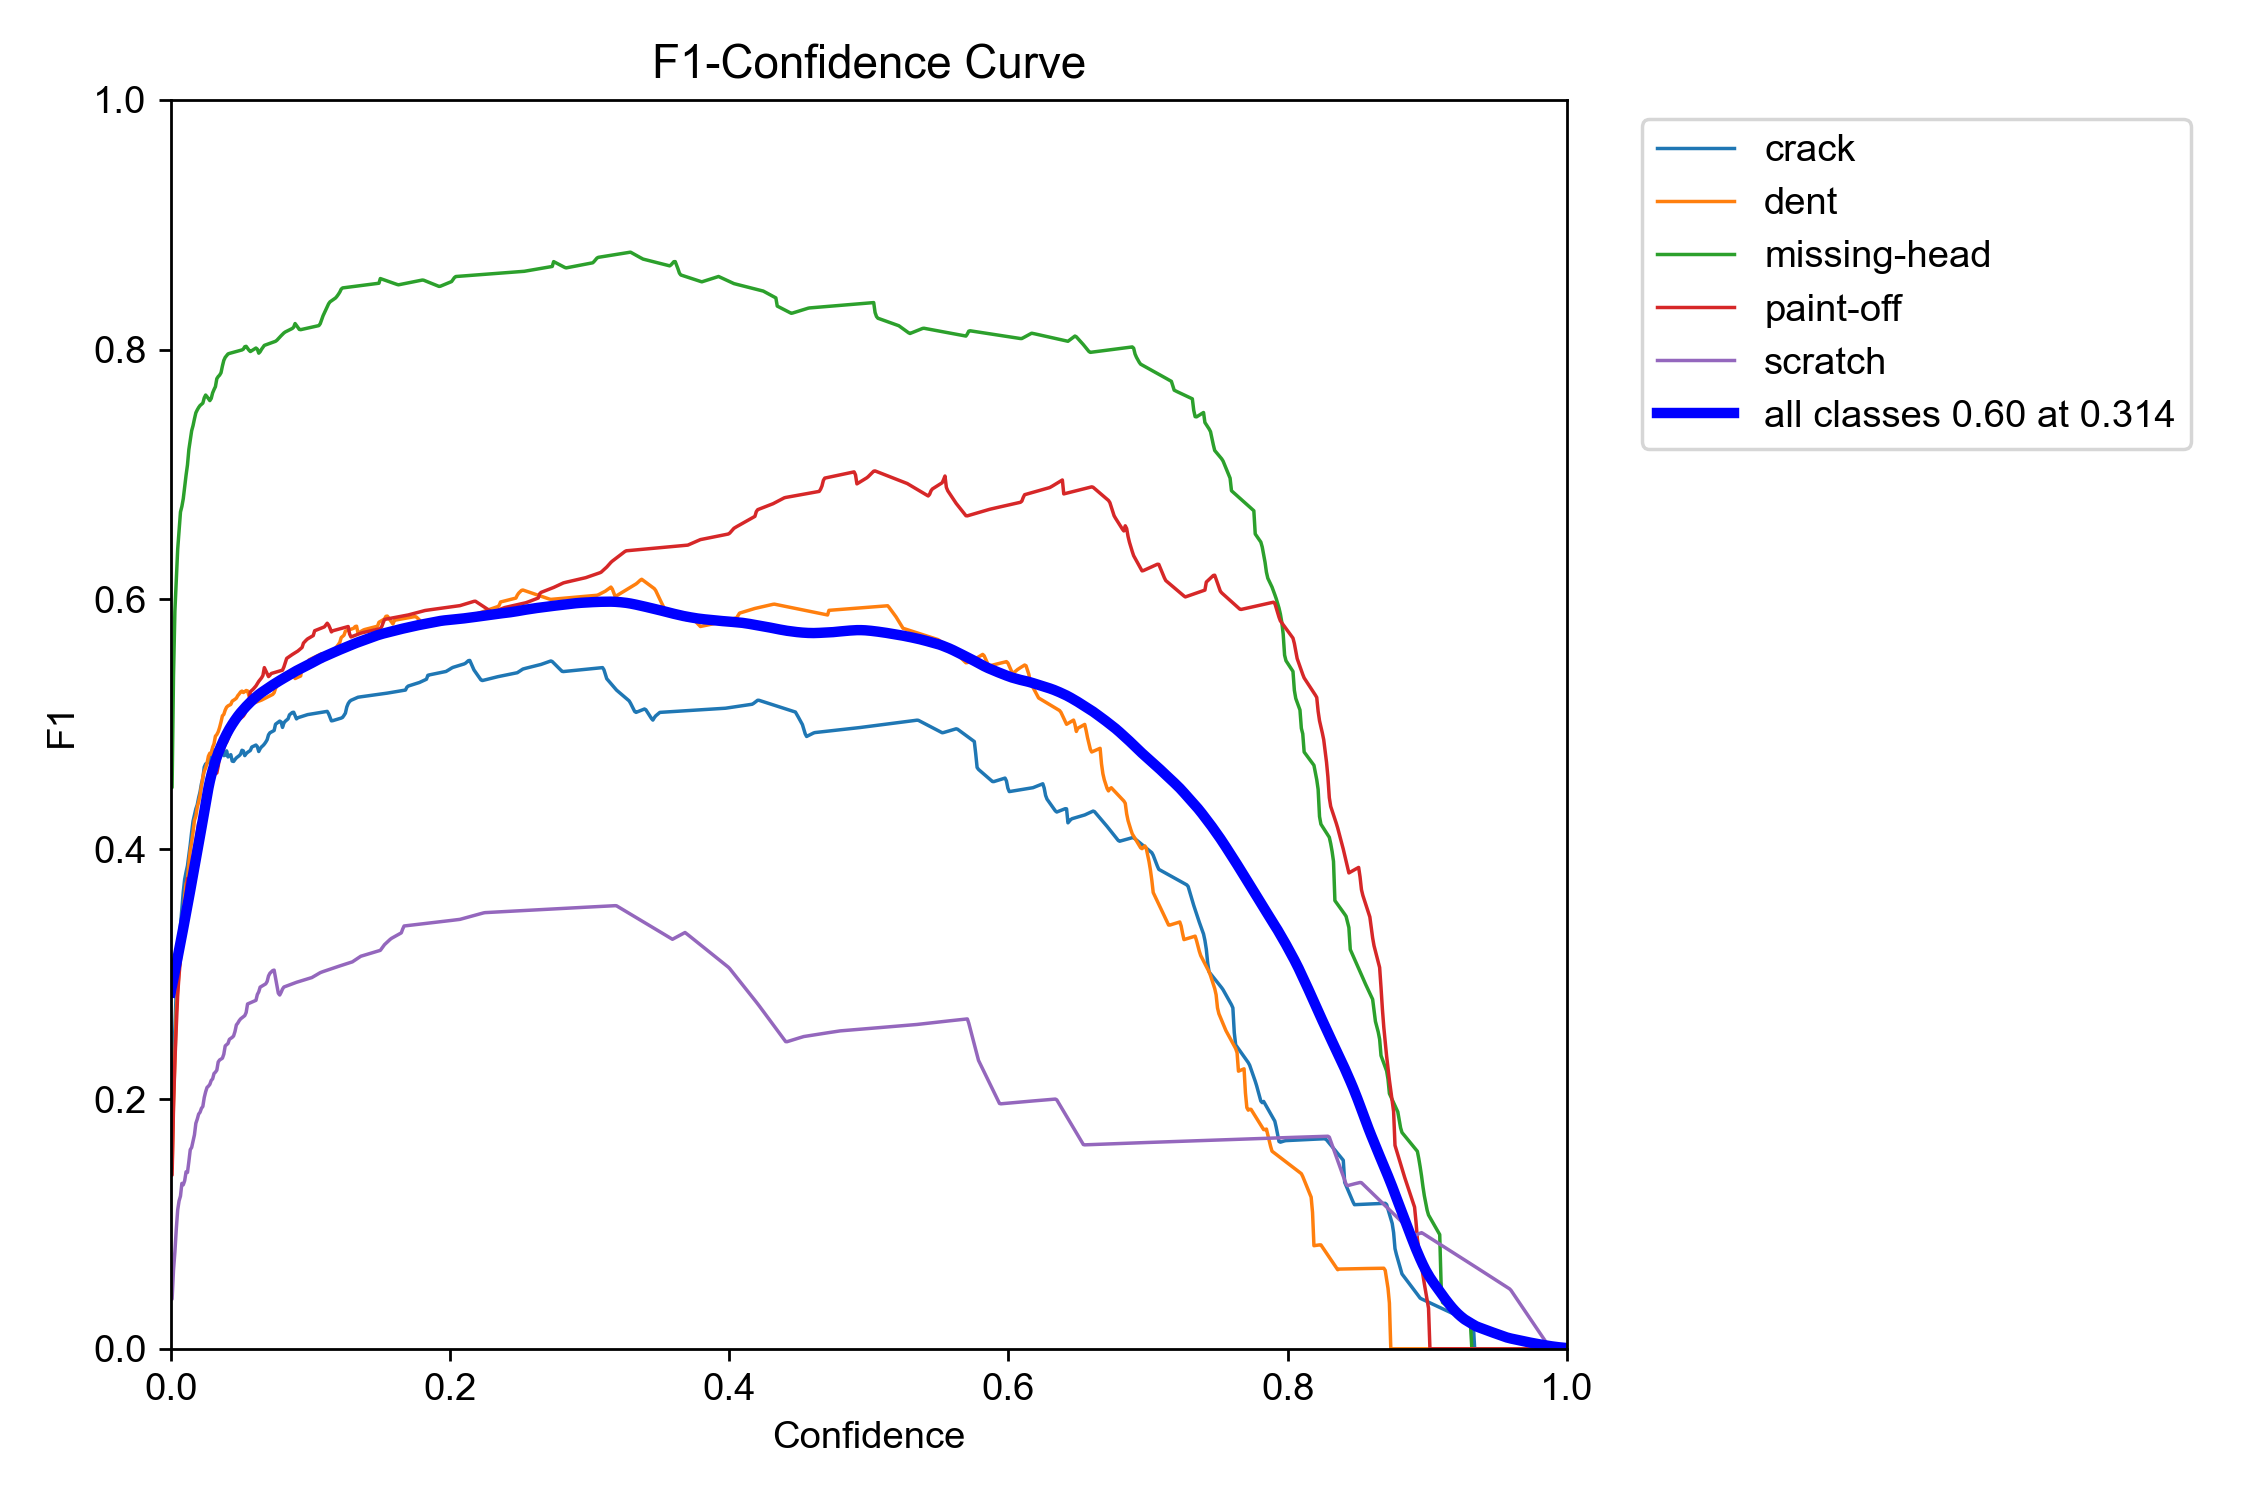 F1-Confidence Curve
1.0
0.8
0.6
0.4
0.2
0.0
F1
0.0 0.2 0.4 0.6 0.8 1.0
Confidence
crack
dent
missing-head
paint-off
scratch
all classes 0.60 at 0.314